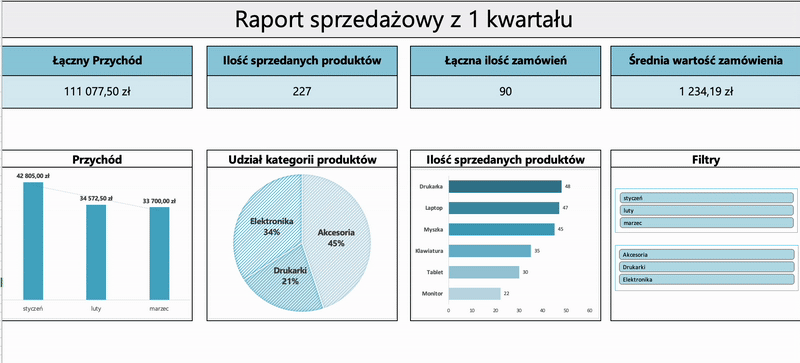 Raport sprzedażowy z 1 kwartału
Łączny Przychód
111 077,50 zł
Ilość sprzedanych produktów
227
Łączna ilość zamówień
90
Średnia wartość zamówienia
1 234,19 zł
Przychód
42 805,00 zł
34 572,50 zł
33 700,00 zł
styczeń luty marzec
Udział kategorii produktów
Elektronika
34%
Akcesoria
45%
Drukarki
21%
Ilość sprzedanych produktów
Drukarka 48
Laptop 47
Myszka 45
Klawiatura 35
Tablet 30
Monitor 22
0 10 20 30 40 50 60
Filtry
styczeń
luty
marzec
Akcesoria
Drukarki
Elektronika